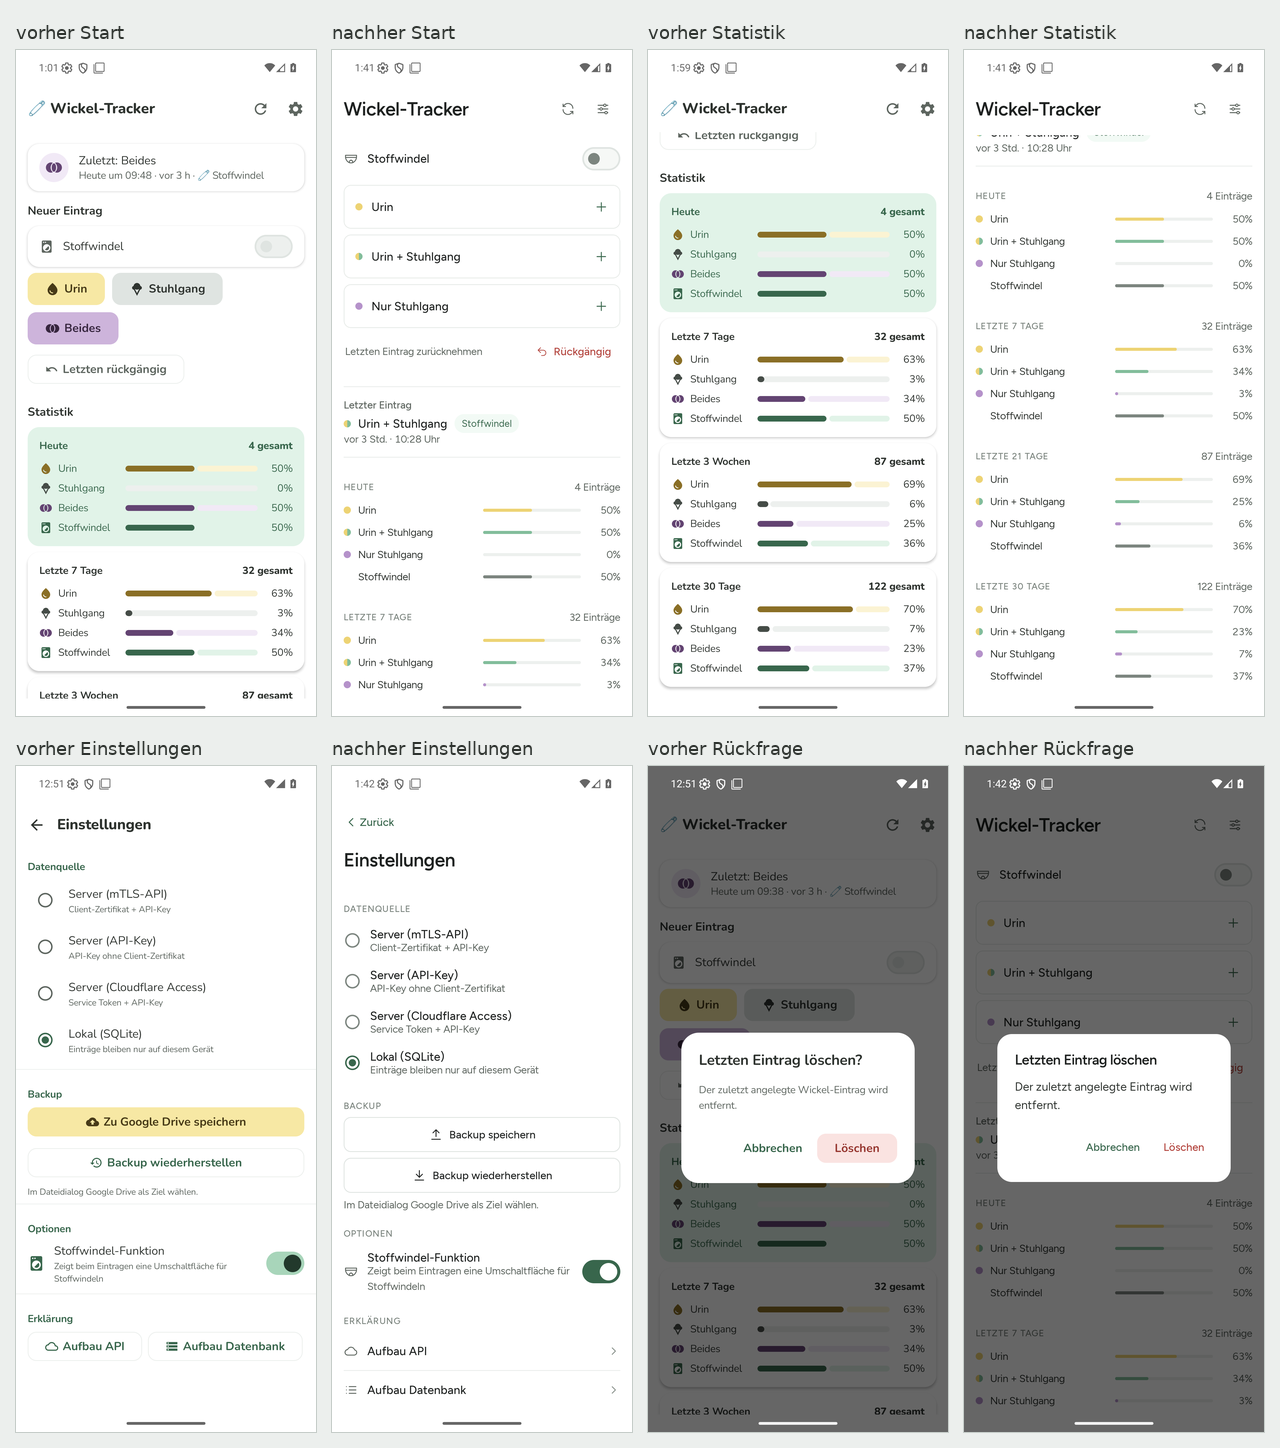 vorher Start
1:01
Wickel-Tracker
Zuletzt: Beides
Heute um 09:48 · vor 3 h · Stoffwindel
Neuer Eintrag
Stoffwindel
Urin
Stuhlgang
Beides
Letzten rückgängig
Statistik
Heute 4 gesamt
Urin 50%
Stuhlgang 0%
Beides 50%
Stoffwindel 50%
Letzte 7 Tage 32 gesamt
Urin 63%
Stuhlgang 3%
Beides 34%
Stoffwindel 50%
Letzte 3 Wochen 87 gesamt
nachher Start
1:41
Wickel-Tracker
Stoffwindel
Urin
Urin + Stuhlgang
Nur Stuhlgang
Letzten Eintrag zurücknehmen Rückgängig
Letzter Eintrag
Urin + Stuhlgang Stoffwindel
vor 3 Std. · 10:28 Uhr
HEUTE 4 Einträge
Urin 50%
Urin + Stuhlgang 50%
Nur Stuhlgang 0%
Stoffwindel 50%
LETZTE 7 TAGE 32 Einträge
Urin 63%
Urin + Stuhlgang 34%
Nur Stuhlgang 3%
vorher Statistik
1:59
Wickel-Tracker
Letzten rückgängig
Statistik
Heute 4 gesamt
Urin 50%
Stuhlgang 0%
Beides 50%
Stoffwindel 50%
Letzte 7 Tage 32 gesamt
Urin 63%
Stuhlgang 3%
Beides 34%
Stoffwindel 50%
Letzte 3 Wochen 87 gesamt
Urin 69%
Stuhlgang 6%
Beides 25%
Stoffwindel 36%
Letzte 30 Tage 122 gesamt
Urin 70%
Stuhlgang 7%
Beides 23%
Stoffwindel 37%
nachher Statistik
1:41
Wickel-Tracker
Urin + Stuhlgang Stoffwindel
vor 3 Std. · 10:28 Uhr
HEUTE 4 Einträge
Urin 50%
Urin + Stuhlgang 50%
Nur Stuhlgang 0%
Stoffwindel 50%
LETZTE 7 TAGE 32 Einträge
Urin 63%
Urin + Stuhlgang 34%
Nur Stuhlgang 3%
Stoffwindel 50%
LETZTE 21 TAGE 87 Einträge
Urin 69%
Urin + Stuhlgang 25%
Nur Stuhlgang 6%
Stoffwindel 36%
LETZTE 30 TAGE 122 Einträge
Urin 70%
Urin + Stuhlgang 23%
Nur Stuhlgang 7%
Stoffwindel 37%
vorher Einstellungen
12:51
Einstellungen
Datenquelle
Server (mTLS-API)
Client-Zertifikat + API-Key
Server (API-Key)
API-Key ohne Client-Zertifikat
Server (Cloudflare Access)
Service Token + API-Key
Lokal (SQLite)
Einträge bleiben nur auf diesem Gerät
Backup
Zu Google Drive speichern
Backup wiederherstellen
Im Dateidialog Google Drive als Ziel wählen.
Optionen
Stoffwindel-Funktion
Zeigt beim Eintragen eine Umschaltfläche für
Stoffwindeln
Erklärung
Aufbau API
Aufbau Datenbank
nachher Einstellungen
1:42
Zurück
Einstellungen
DATENQUELLE
Server (mTLS-API)
Client-Zertifikat + API-Key
Server (API-Key)
API-Key ohne Client-Zertifikat
Server (Cloudflare Access)
Service Token + API-Key
Lokal (SQLite)
Einträge bleiben nur auf diesem Gerät
BACKUP
Backup speichern
Backup wiederherstellen
Im Dateidialog Google Drive als Ziel wählen.
OPTIONEN
Stoffwindel-Funktion
Zeigt beim Eintragen eine Umschaltfläche für
Stoffwindeln
ERKLÄRUNG
Aufbau API
Aufbau Datenbank
vorher Rückfrage
12:51
Wickel-Tracker
Zuletzt: Beides
Heute um 09:38 · vor 3 h · Stoffwindel
Neuer Eintrag
Stoffwindel
Urin
Stuhlgang
Letzten Eintrag löschen?
Der zuletzt angelegte Wickel-Eintrag wird
entfernt.
Abbrechen
Löschen
Urin 50%
Stuhlgang 0%
Beides 50%
Stoffwindel 50%
Letzte 7 Tage 32 gesamt
Urin 63%
Stuhlgang 3%
Beides 34%
Stoffwindel 50%
Letzte 3 Wochen 87 gesamt
nachher Rückfrage
1:42
Wickel-Tracker
Stoffwindel
Urin
Urin + Stuhlgang
Nur Stuhlgang
Letzten Eintrag löschen
Der zuletzt angelegte Eintrag wird
entfernt.
Abbrechen
Löschen
HEUTE 4 Einträge
Urin 50%
Urin + Stuhlgang 50%
Nur Stuhlgang 0%
Stoffwindel 50%
LETZTE 7 TAGE 32 Einträge
Urin 63%
Urin + Stuhlgang 34%
Nur Stuhlgang 3%